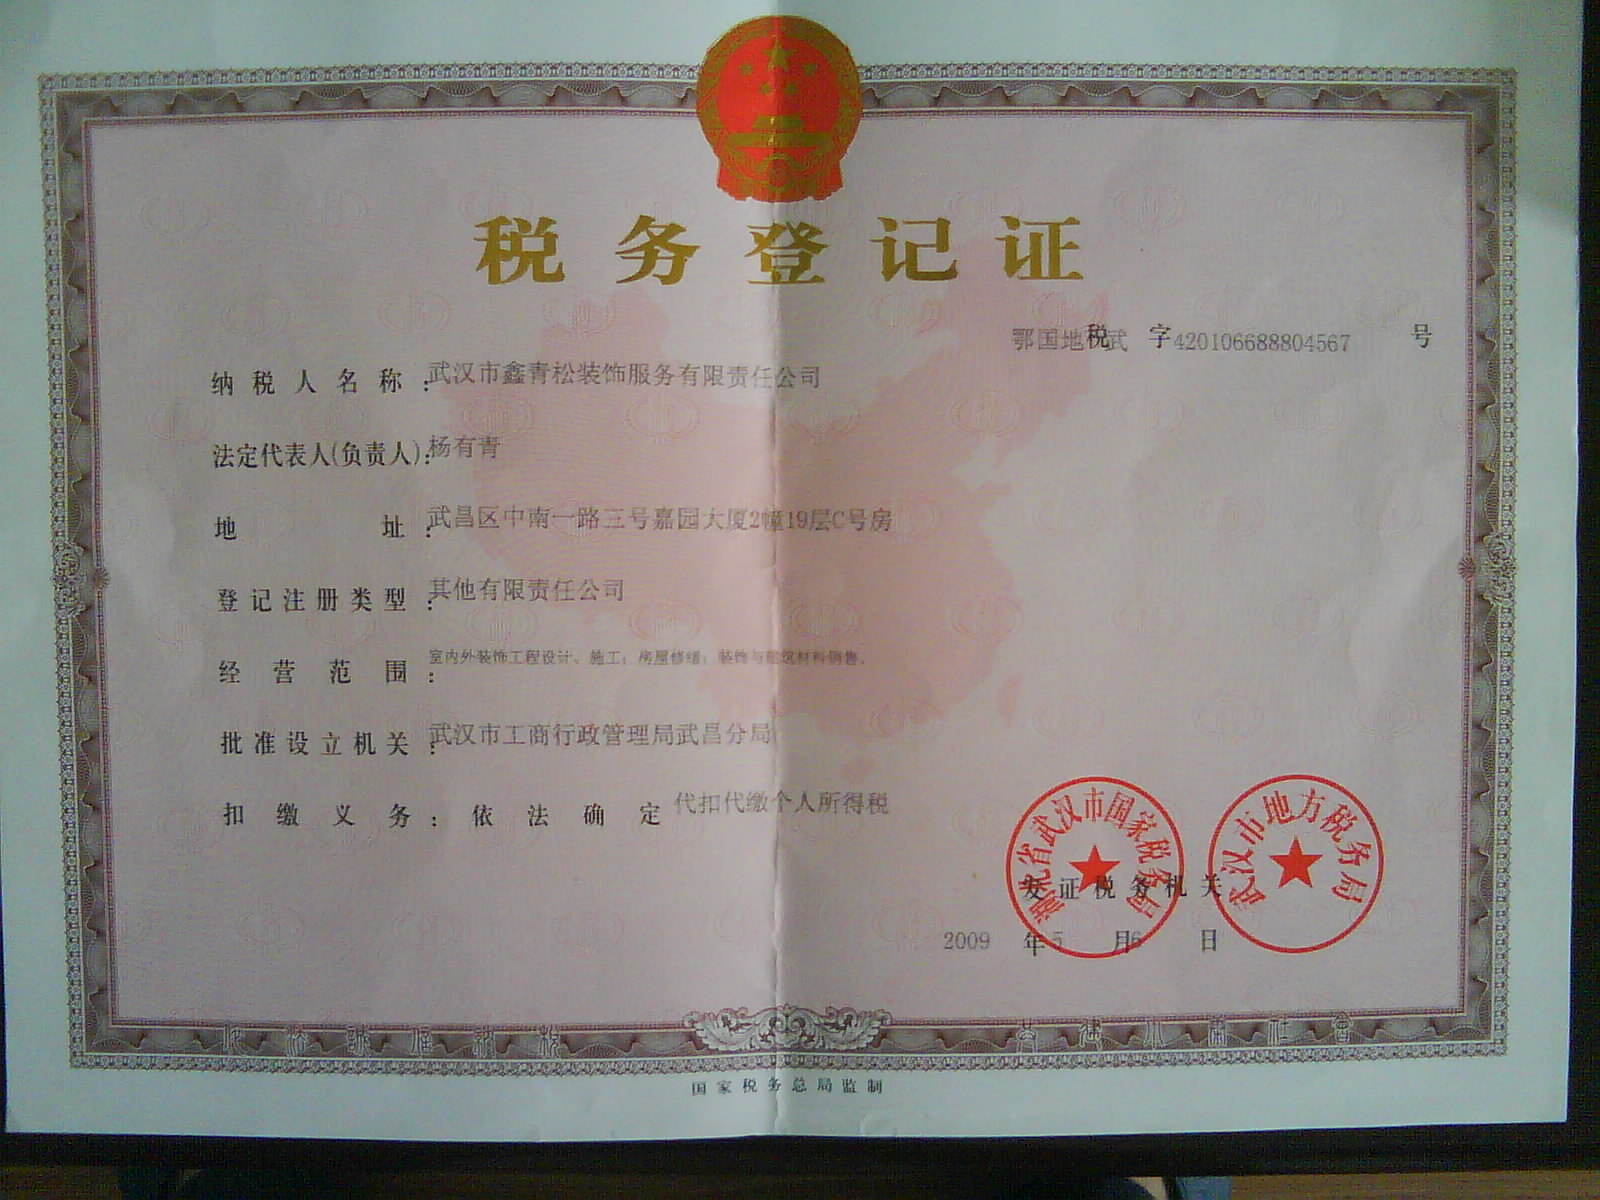 税务登记证
鄂国地税武 字420106688804567 号
纳税人名称：武汉市鑫青松装饰服务有限责任公司
法定代表人(负责人)：杨有青
地址：武昌区中南一路三号嘉园大厦2幢19层C号房
登记注册类型：其他有限责任公司
经营范围：室内外装饰工程设计、施工；房屋修缮；装饰与建筑材料销售。
批准设立机关：武汉市工商行政管理局武昌分局
扣缴义务：依法确定 代扣代缴个人所得税
湖北省武汉市国家税务局
武汉市地方税务局
发证税务机关
2009 年5 月6 日
国家税务总局监制